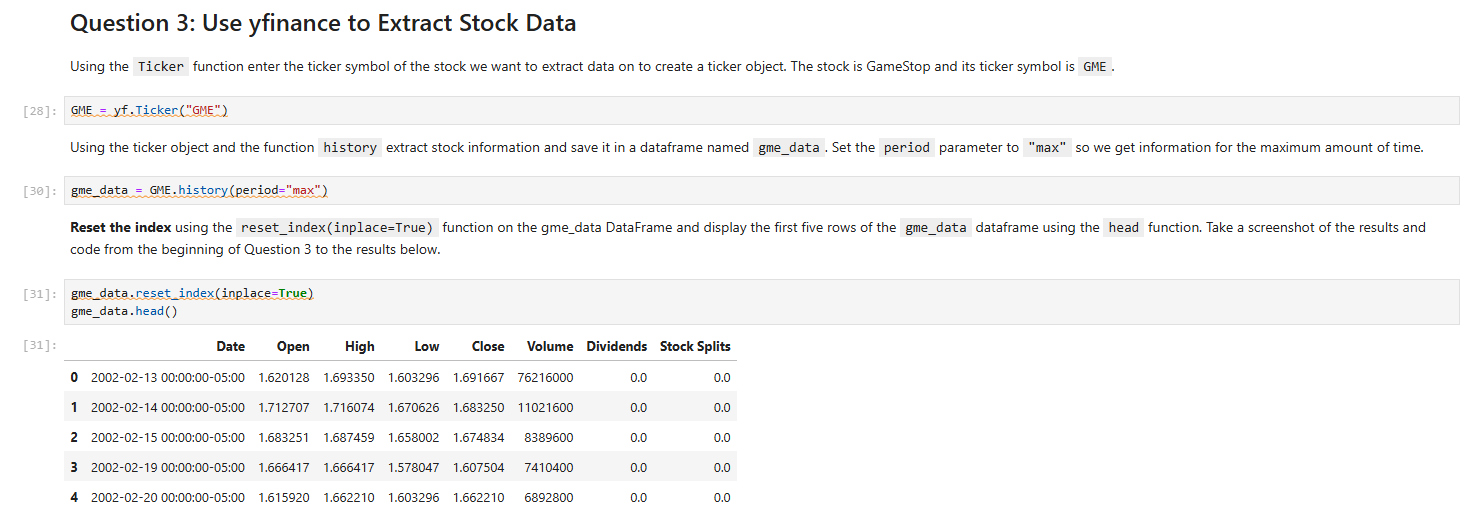 Question 3: Use yfinance to Extract Stock Data
Using the Ticker function enter the ticker symbol of the stock we want to extract data on to create a ticker object. The stock is GameStop and its ticker symbol is GME.
[28]: GME = yf.Ticker("GME")
Using the ticker object and the function history extract stock information and save it in a dataframe named gme_data. Set the period parameter to "max" so we get information for the maximum amount of time.
[30]: gme_data = GME.history(period="max")
Reset the index using the reset_index(inplace=True) function on the gme_data DataFrame and display the first five rows of the gme_data dataframe using the head function. Take a screenshot of the results and
code from the beginning of Question 3 to the results below.
[31]: gme_data.reset_index(inplace=True)
gme_data.head()
[31]: Date Open High Low Close Volume Dividends Stock Splits
0 2002-02-13 00:00:00-05:00 1.620128 1.693350 1.603296 1.691667 76216000 0.0 0.0
1 2002-02-14 00:00:00-05:00 1.712707 1.716074 1.670626 1.683250 11021600 0.0 0.0
2 2002-02-15 00:00:00-05:00 1.683251 1.687459 1.658002 1.674834 8389600 0.0 0.0
3 2002-02-19 00:00:00-05:00 1.666417 1.666417 1.578047 1.607504 7410400 0.0 0.0
4 2002-02-20 00:00:00-05:00 1.615920 1.662210 1.603296 1.662210 6892800 0.0 0.0